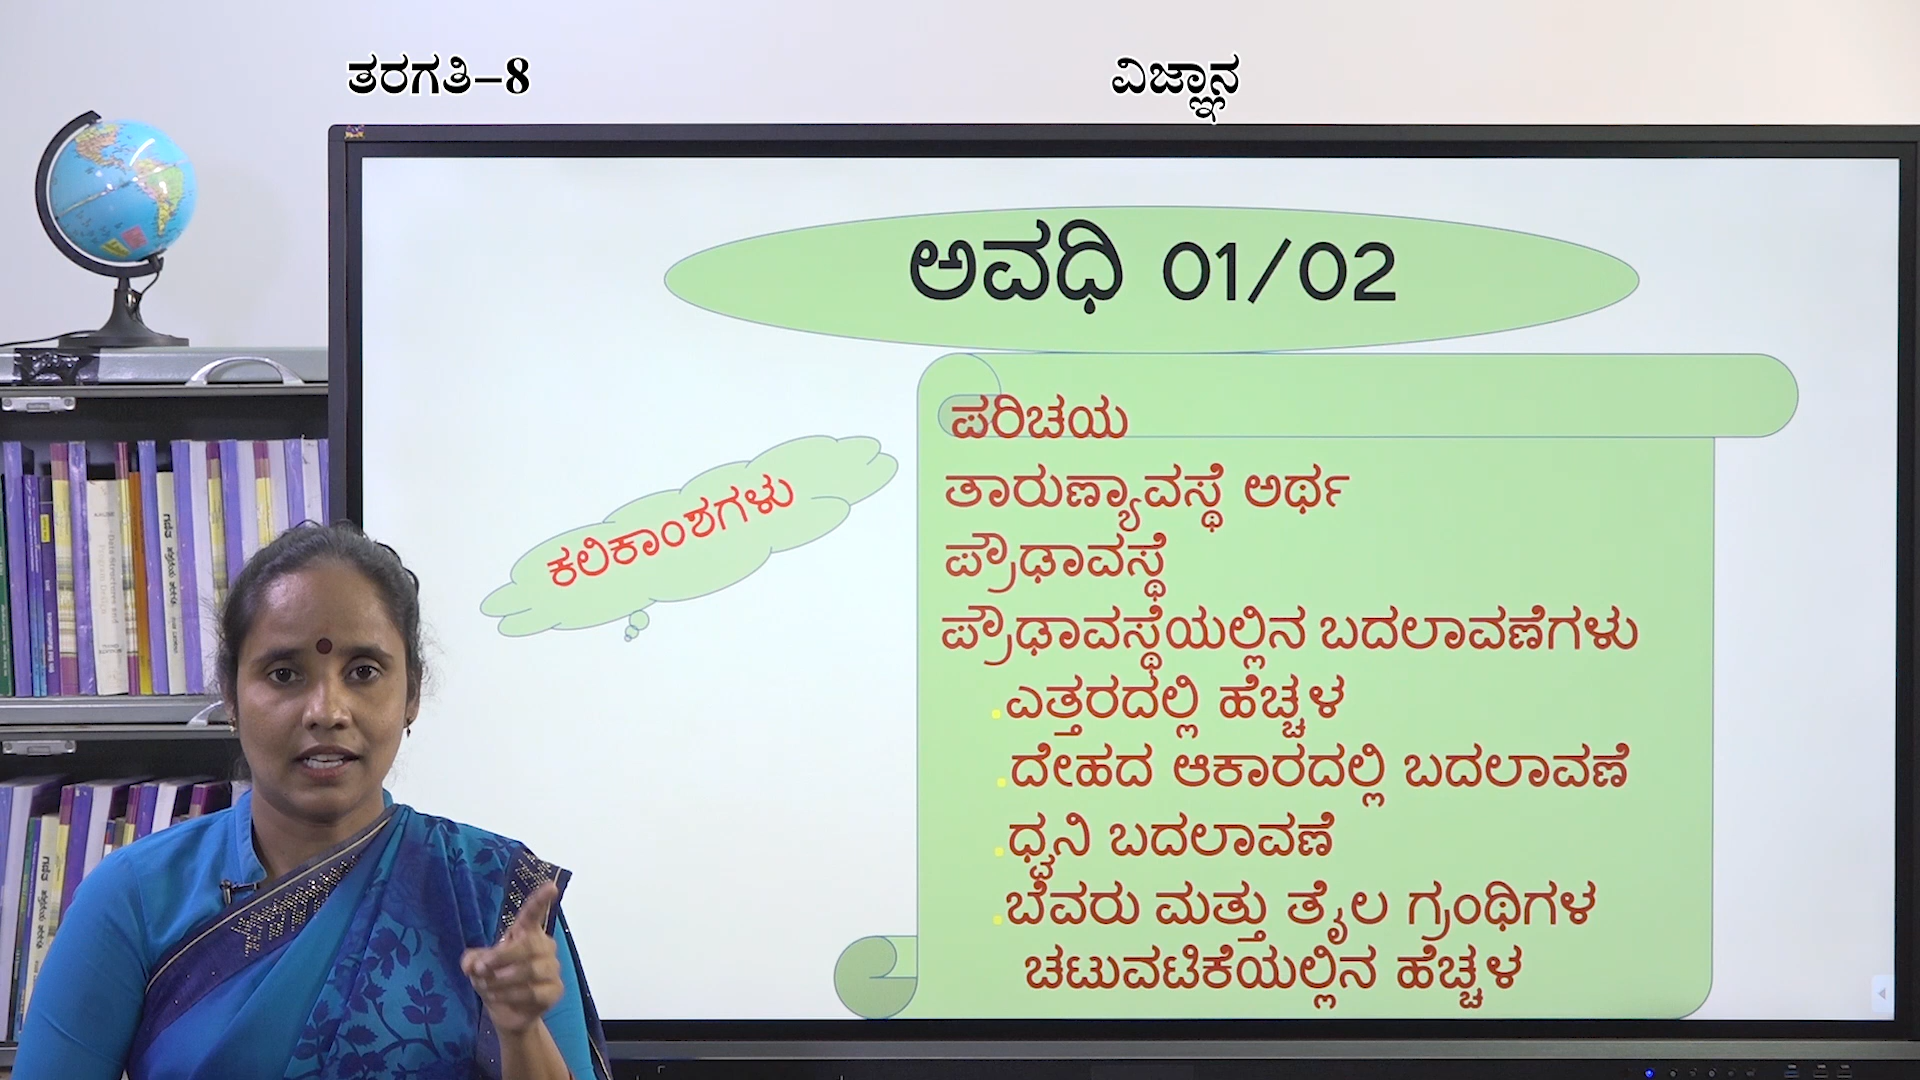 ತರಗತಿ–8
ವಿಜ್ಞಾನ
ಅವಧಿ 01/02
ಕಲಿಕಾಂಶಗಳು
ಪರಿಚಯ
ತಾರುಣ್ಯಾವಸ್ಥೆ ಅರ್ಥ
ಪ್ರೌಢಾವಸ್ಥೆ
ಪ್ರೌಢಾವಸ್ಥೆಯಲ್ಲಿನ ಬದಲಾವಣೆಗಳು
.ಎತ್ತರದಲ್ಲಿ ಹೆಚ್ಚಳ
.ದೇಹದ ಆಕಾರದಲ್ಲಿ ಬದಲಾವಣೆ
.ಧ್ವನಿ ಬದಲಾವಣೆ
.ಬೆವರು ಮತ್ತು ತೈಲ ಗ್ರಂಥಿಗಳ
ಚಟುವಟಿಕೆಯಲ್ಲಿನ ಹೆಚ್ಚಳ